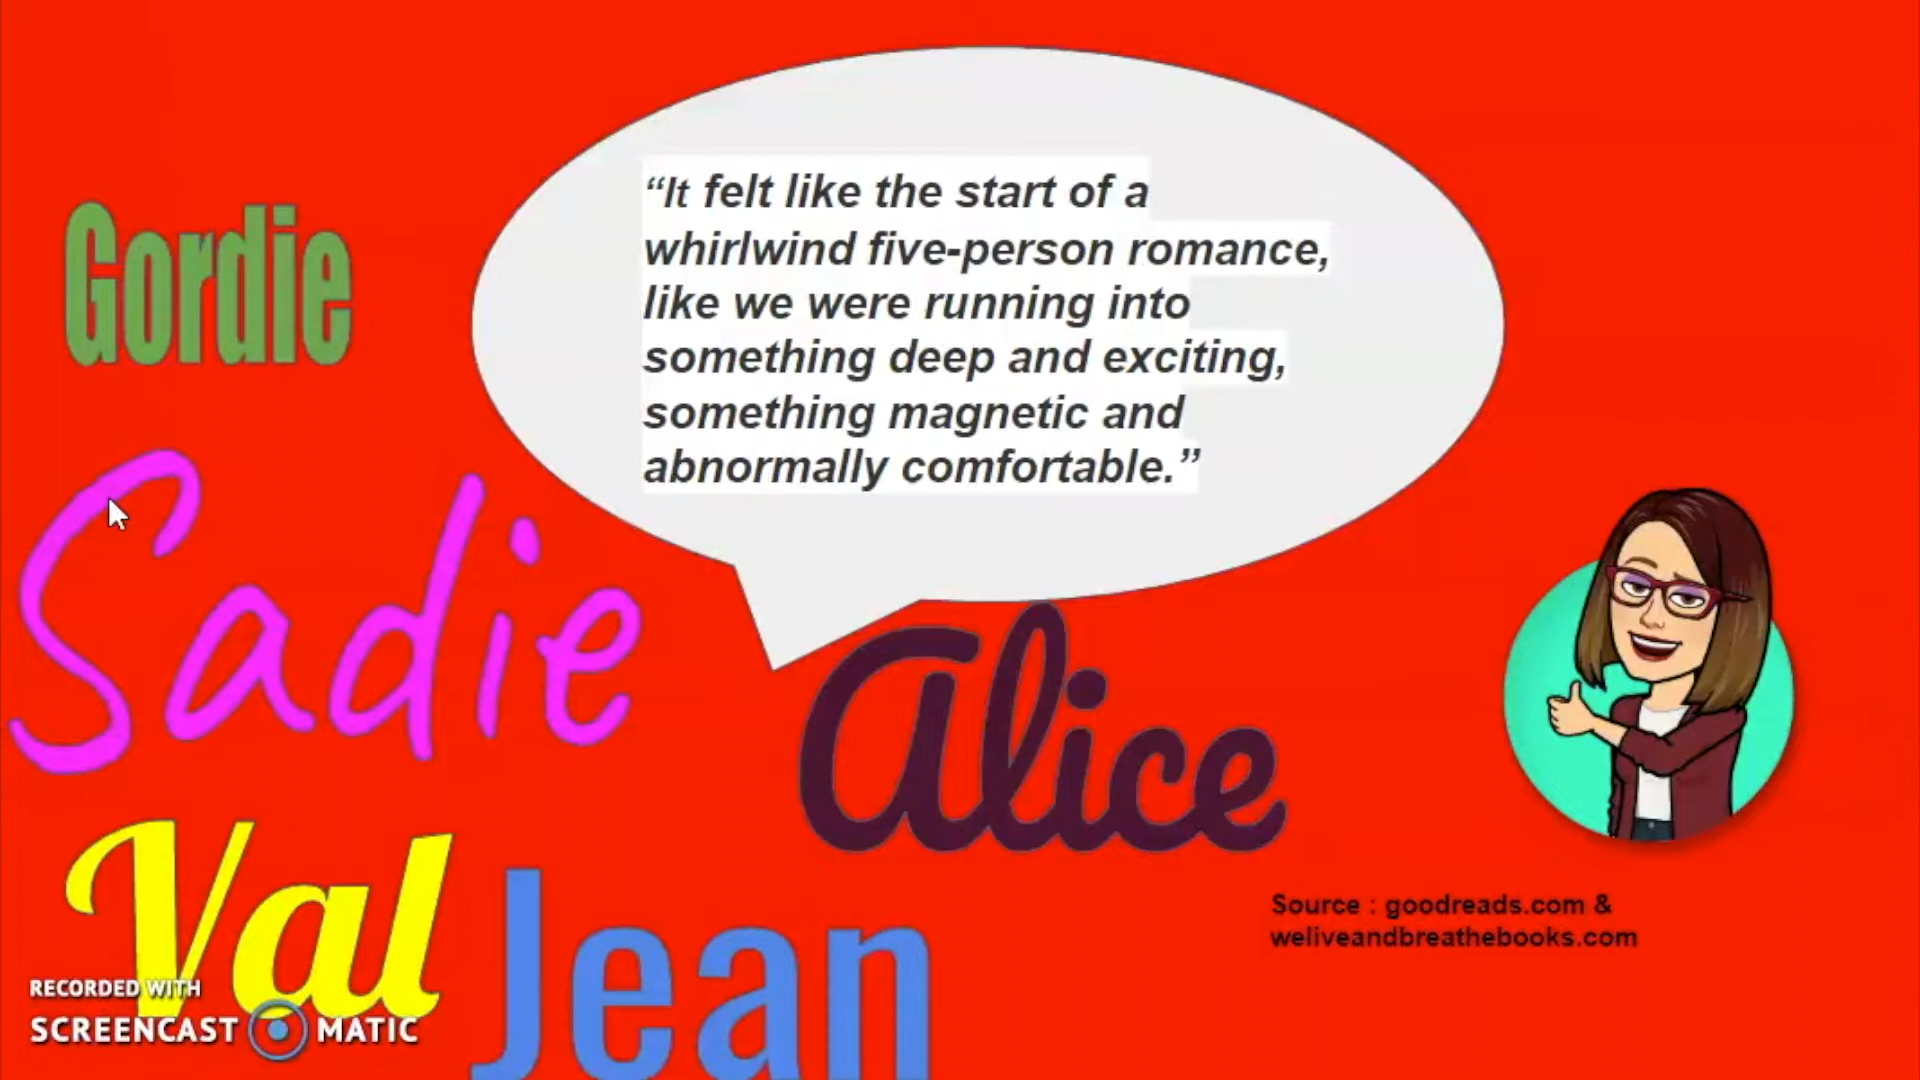 “It felt like the start of a
whirlwind five-person romance,
like we were running into
something deep and exciting,
something magnetic and
abnormally comfortable.”
Gordie
Sadie
Alice
Val
Jean
Source : goodreads.com &
weliveandbreathebooks.com
RECORDED WITH
SCREENCAST MATIC